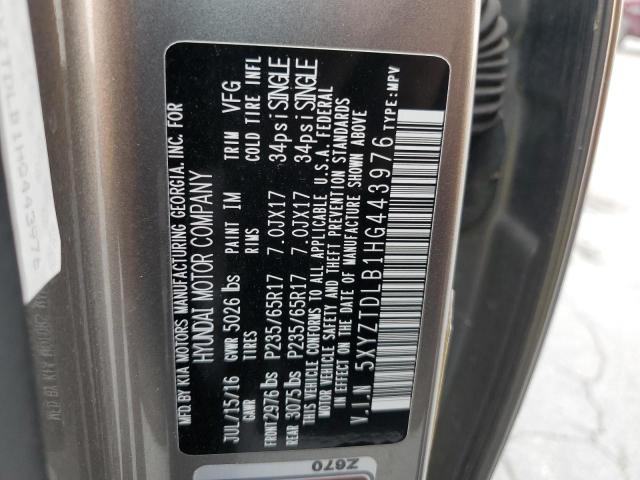 MFD.BY KIA MOTORS MANUFACTURING GEORGIA. INC. FOR
HYUNDAI MOTOR COMPANY
JUL/15/16 GVWR 5026 lbs PAINT IM TRIM VFG
GAWR TIRES RIMS COLD TIRE INFL
FRONT 2976 lbs P235/65R17 7.0JX17 34psi SINGLE
REAR 3075 lbs P235/65R17 7.0JX17 34psi SINGLE
THIS VEHICLE CONFORMS TO ALL APPLICABLE U.S.A. FEDERAL
MOTOR VEHICLE SAFETY AND THEFT PREVENTION STANDARDS
IN EFFECT ON THE DATE OF MANUFACTURE SHOWN ABOVE
V.I.N 5XYZTDLB1HG443976 TYPE:MPV
Z670